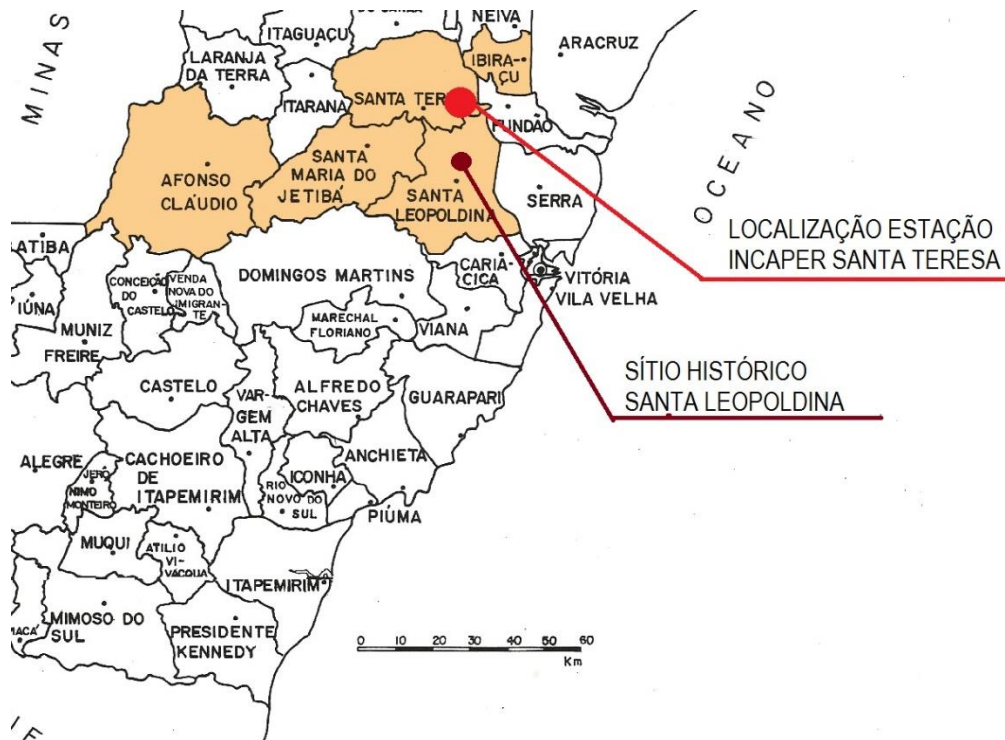 MINAS
ITAGUAÇU
NEIVA
ARACRUZ
LARANJA
DA TERRA
IBIRA-
ÇU
ITARANA
SANTA TER
FUNDÃO
OCEANO
AFONSO
CLÁUDIO
SANTA
MARIA DO
JETIBÁ
SANTA
LEOPOLDINA
SERRA
LOCALIZAÇÃO ESTAÇÃO
INCAPER SANTA TERESA
ATIBA
CONCEIÇÃO
DO
CASTELO
VENDA
NOVA DO
IMIGRAN-
TE
DOMINGOS MARTINS
CARIÁ-
CICA
VITÓRIA
VILA VELHA
IÚNA
MUNIZ
FREIRE
MARECHAL
FLORIANO
VIANA
CASTELO
VAR-
GEM
ALTA
ALFREDO
CHAVES
GUARAPARI
SÍTIO HISTÓRICO
SANTA LEOPOLDINA
ALEGRE
JERÔ
NIMO
MONTEIRO
CACHOEIRO
DE
ITAPEMIRIM
ICONHA
RIO
NOVO DO
SUL
ANCHIETA
PIÚMA
MUQUI
ATILIO
VI-
VACQUA
ITAPEMIRIM
MIMOSO DO
SUL
PRESIDENTE
KENNEDY
0 10 20 30 40 50 60
Km